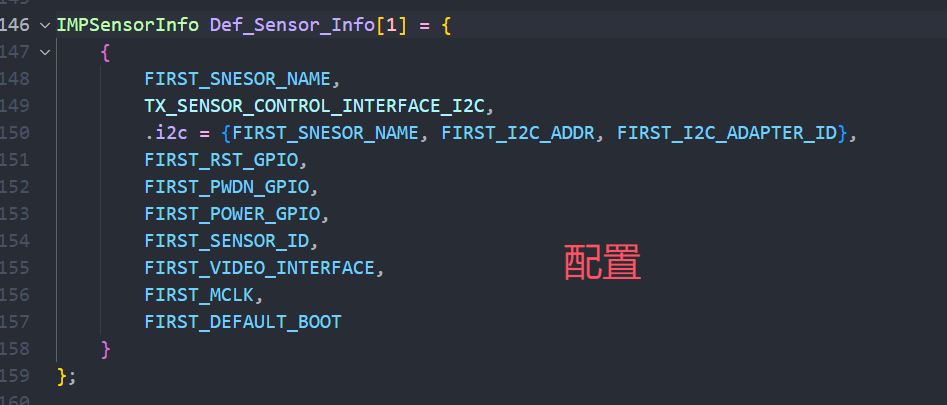 146 IMPSensorInfo Def_Sensor_Info[1] = {
147 {
148 FIRST_SNESOR_NAME,
149 TX_SENSOR_CONTROL_INTERFACE_I2C,
150 .i2c = {FIRST_SNESOR_NAME, FIRST_I2C_ADDR, FIRST_I2C_ADAPTER_ID},
151 FIRST_RST_GPIO,
152 FIRST_PWDN_GPIO,
153 FIRST_POWER_GPIO,
154 FIRST_SENSOR_ID,
155 FIRST_VIDEO_INTERFACE,
配置
156 FIRST_MCLK,
157 FIRST_DEFAULT_BOOT
158 }
159 };